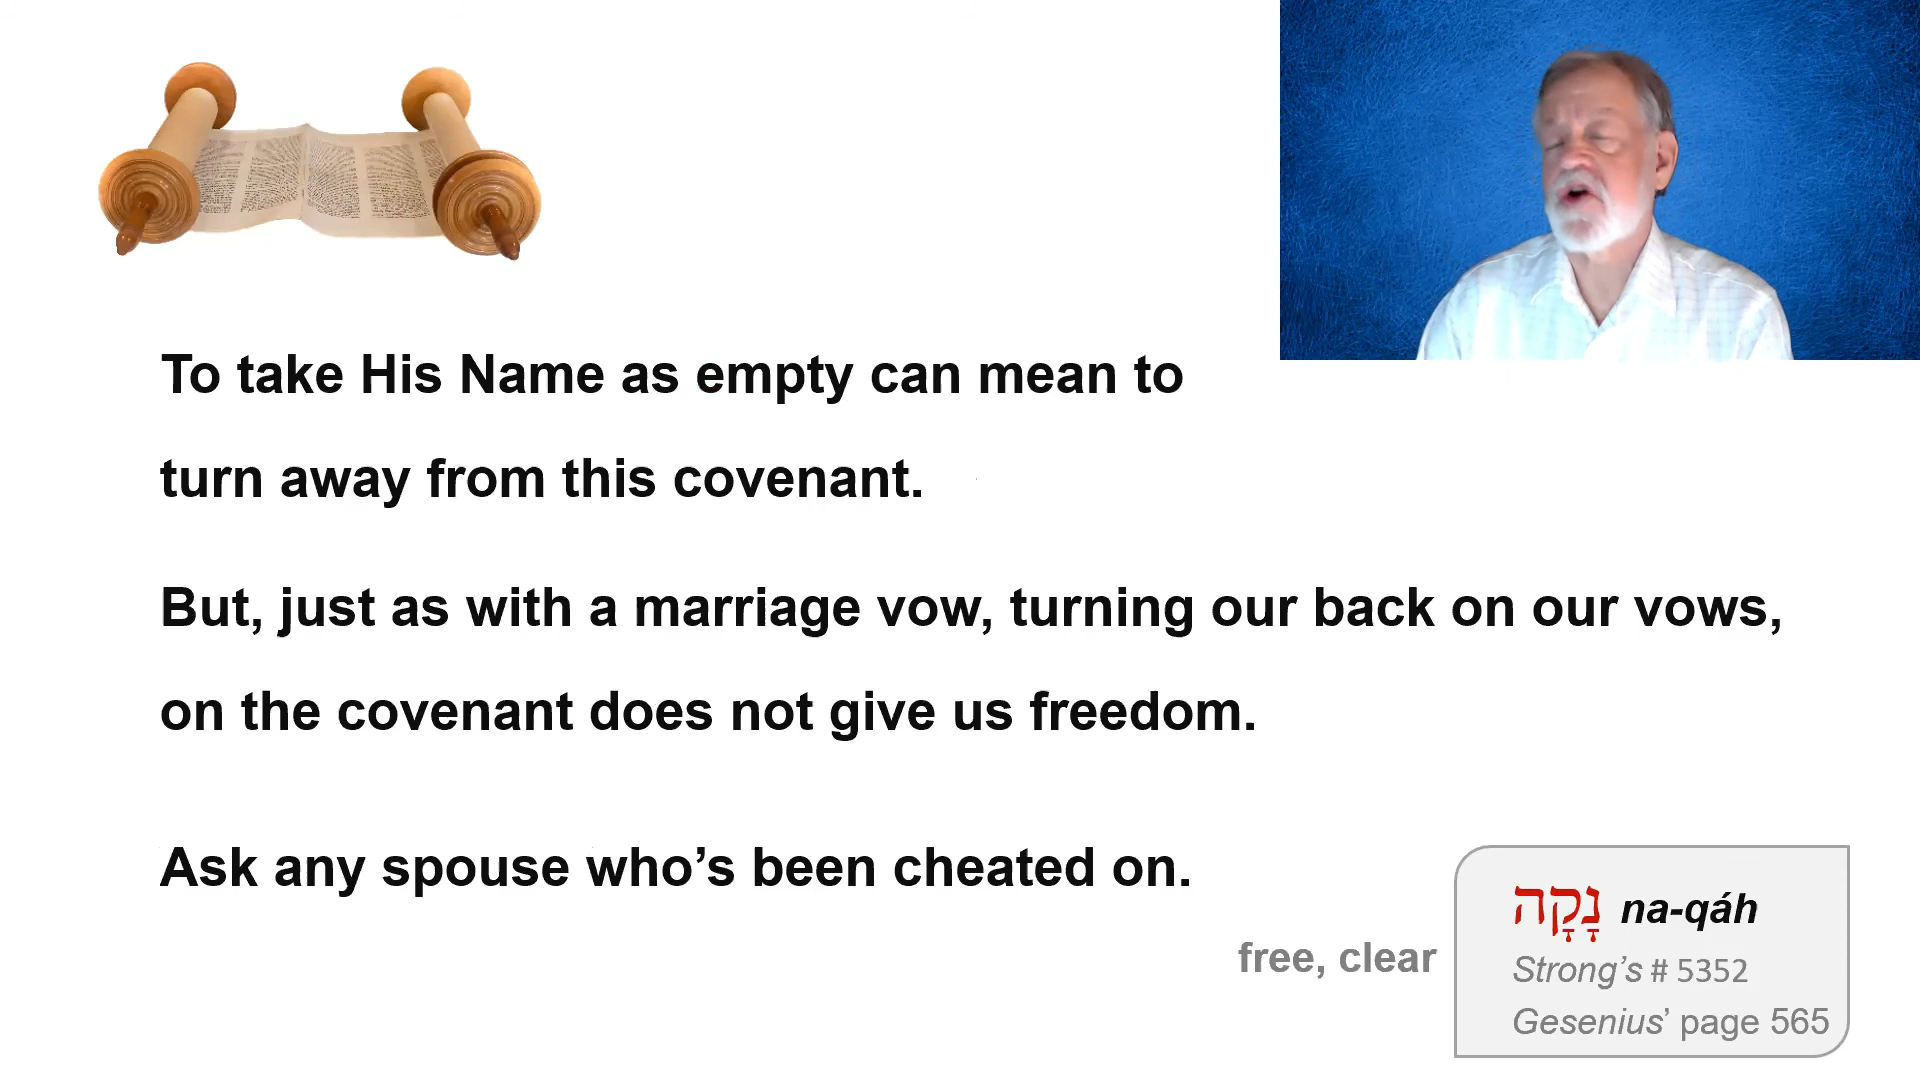 To take His Name as empty can mean to
turn away from this covenant.
But, just as with a marriage vow, turning our back on our vows,
on the covenant does not give us freedom.
Ask any spouse who’s been cheated on.
free, clear
נָקָה na-qáh
Strong’s # 5352
Gesenius’ page 565